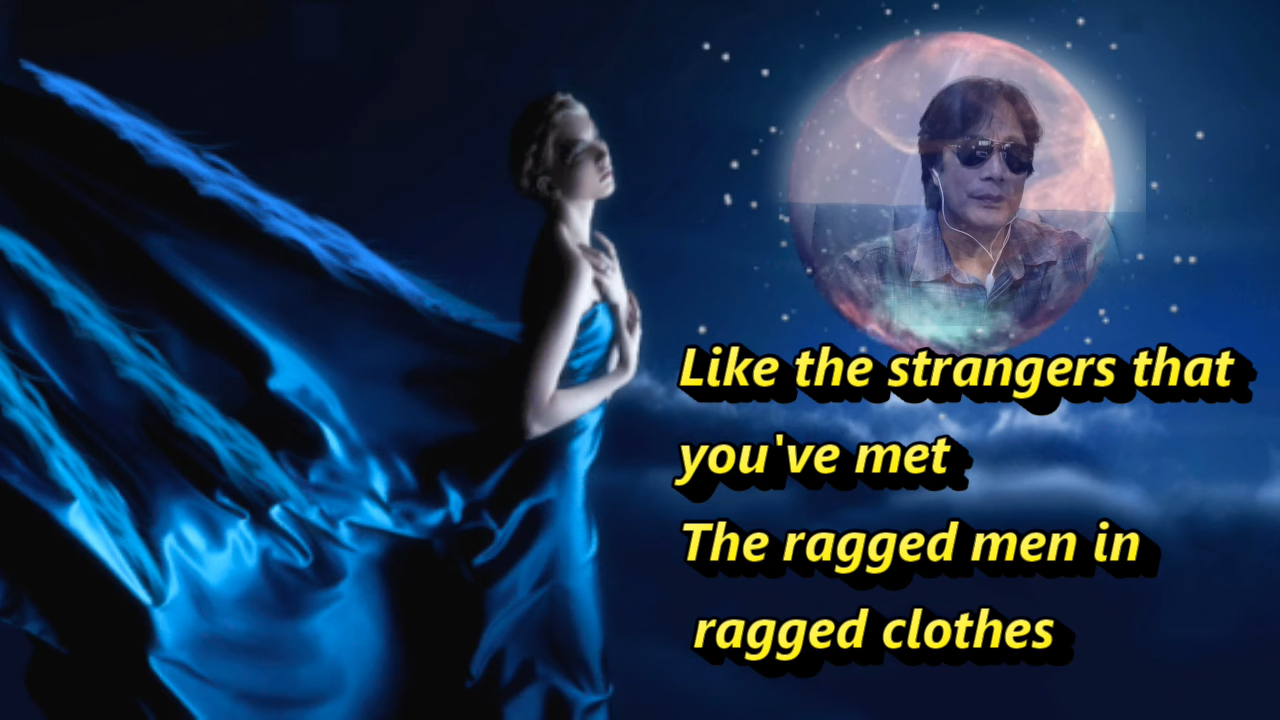 Like the strangers that
you've met
The ragged men in
ragged clothes